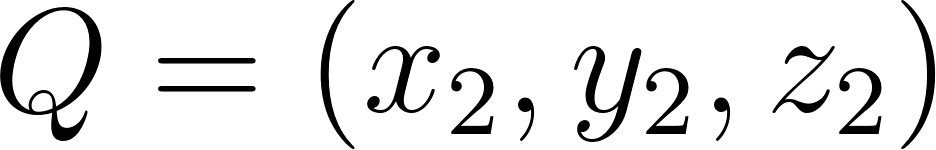 Q = (x₂, y₂, z₂)